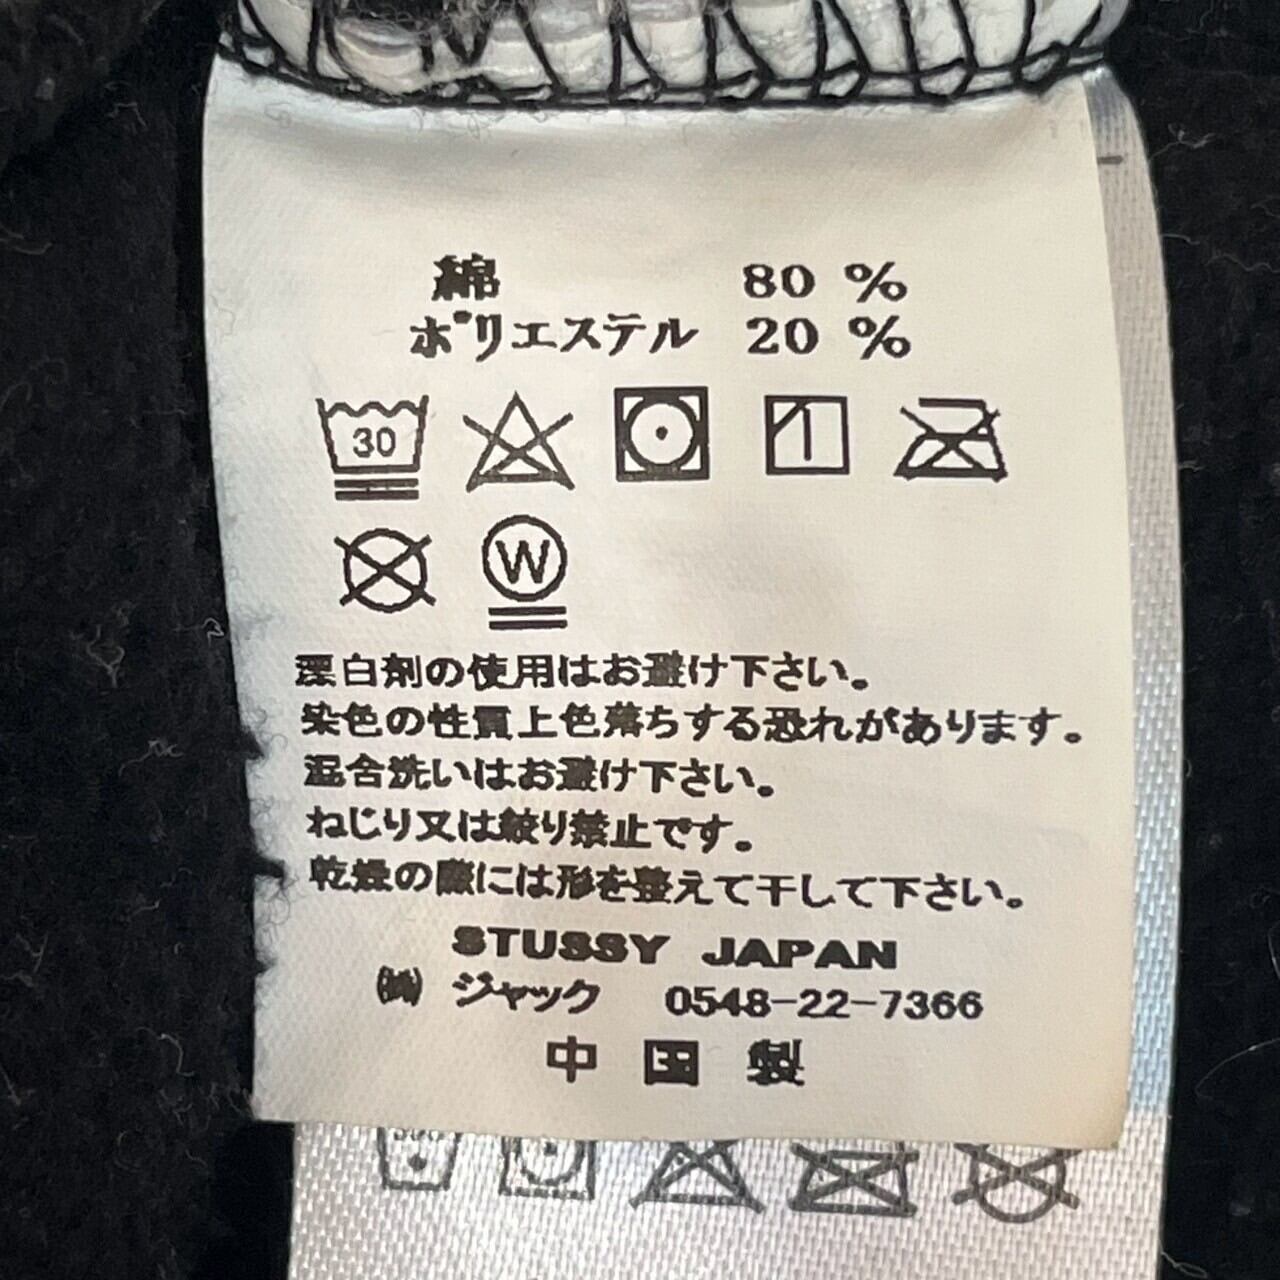 綿 80 %
ポリエステル 20 %
30
W
漂白剤の使用はお避け下さい。
染色の性質上色落ちする恐れがあります。
混合洗いはお避け下さい。
ねじり又は絞り禁止です。
乾燥の際には形を整えて干して下さい。
STUSSY JAPAN
㈱ ジャック 0548-22-7366
中国製